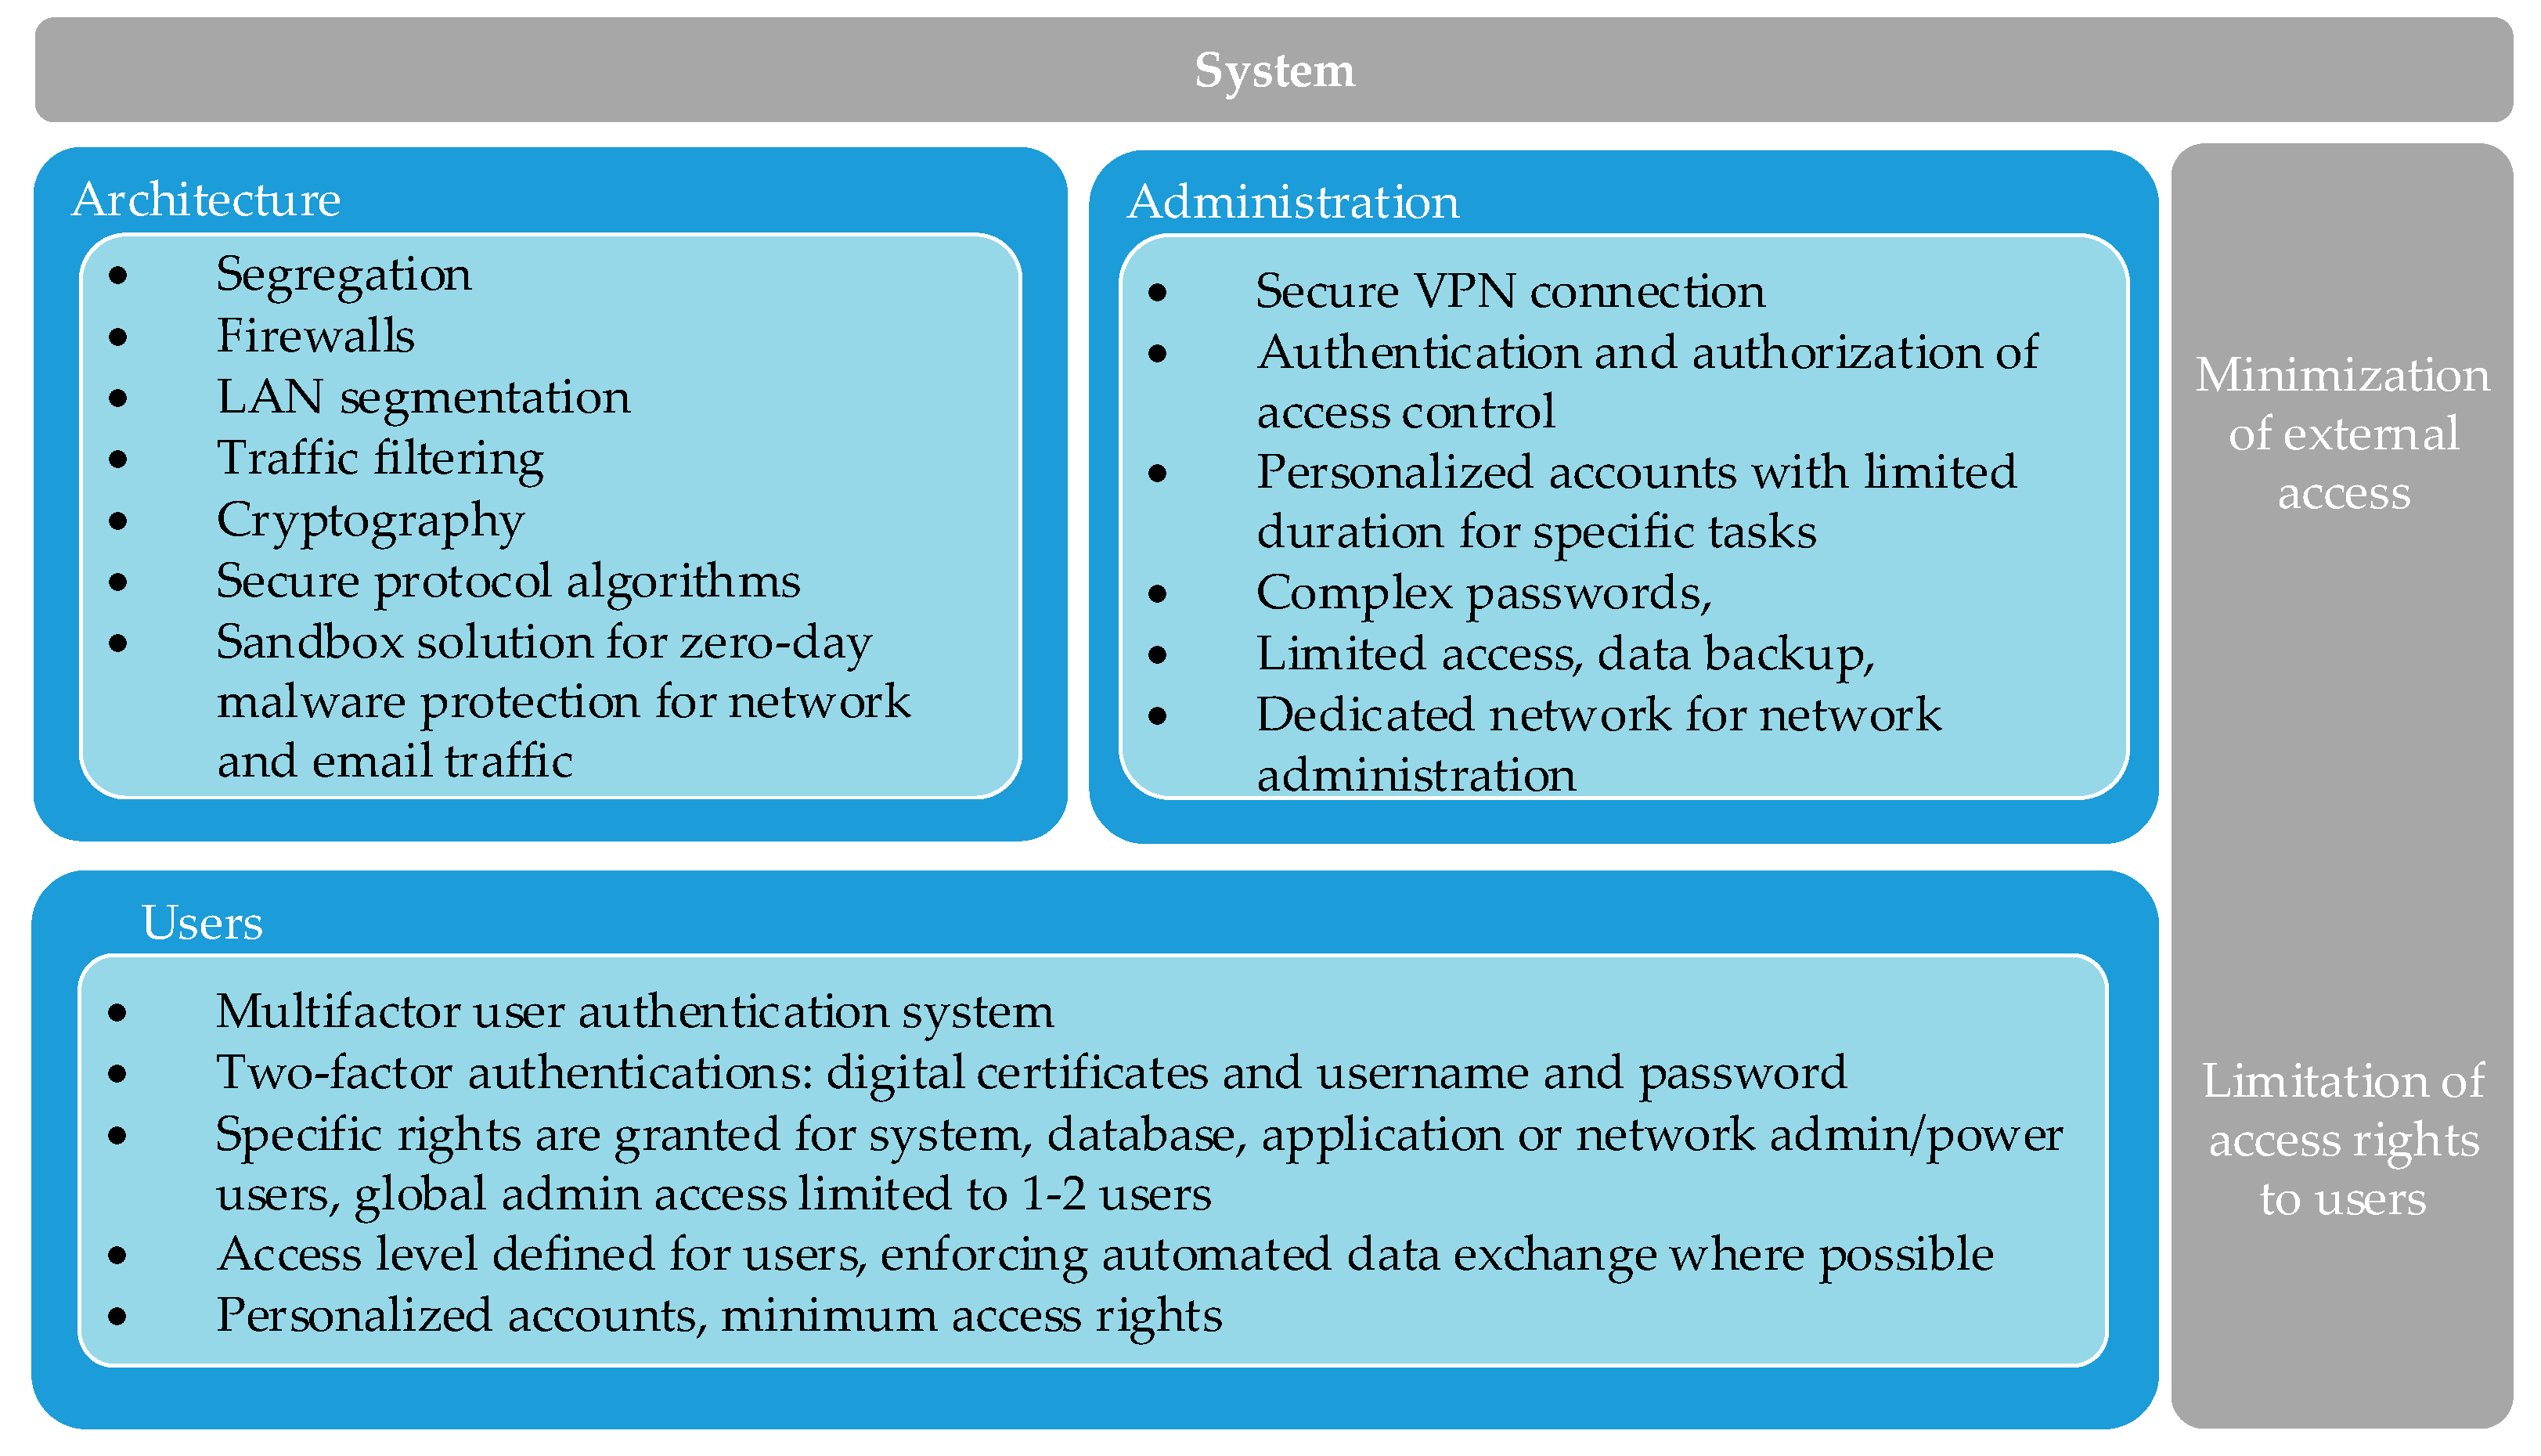 System
Architecture
• Segregation
• Firewalls
• LAN segmentation
• Traffic filtering
• Cryptography
• Secure protocol algorithms
• Sandbox solution for zero-day
malware protection for network
and email traffic
Administration
• Secure VPN connection
• Authentication and authorization of
access control
• Personalized accounts with limited
duration for specific tasks
• Complex passwords,
• Limited access, data backup,
• Dedicated network for network
administration
Minimization
of external
access
Users
• Multifactor user authentication system
• Two-factor authentications: digital certificates and username and password
• Specific rights are granted for system, database, application or network admin/power
users, global admin access limited to 1-2 users
• Access level defined for users, enforcing automated data exchange where possible
• Personalized accounts, minimum access rights
Limitation of
access rights
to users